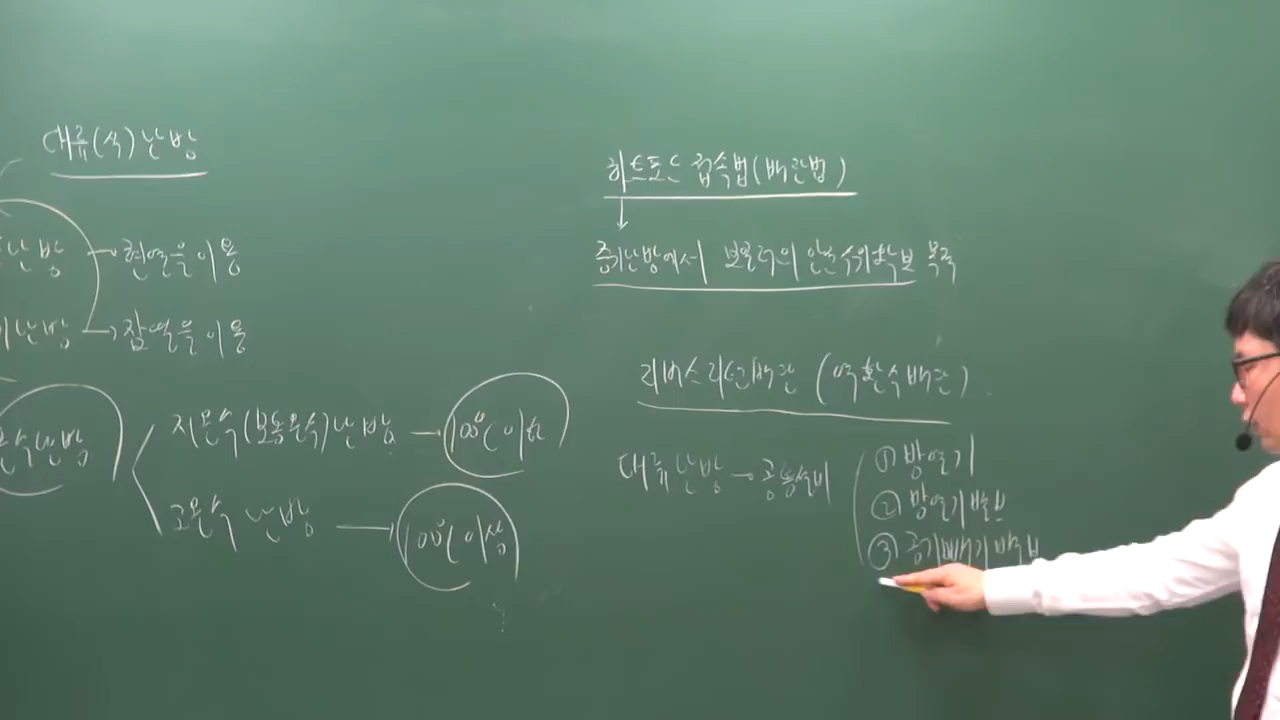 대류(식)난방
난방 → 현열을 이용
기난방 → 잠열을 이용
온수난방
저온수(보통온수)난방 → 100℃ 이하
고온수 난방 → 100℃ 이상
하트포드 접속법(배관법)
증기난방에서 보일러의 안전수위확보 목적
리버스리턴배관 (역환수배관)
대류난방 → 공통설비
① 방열기
② 방열기밸브
③ 공기빼기밸브